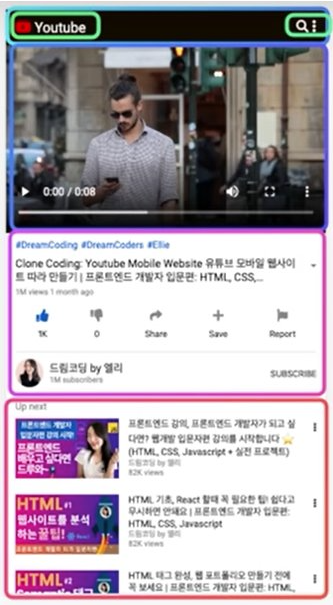 Youtube
0:00 / 0:08
#DreamCoding #DreamCoders #Ellie
Clone Coding: Youtube Mobile Website 유튜브 모바일 웹사이
트 따라 만들기 | 프론트엔드 개발자 입문편: HTML, CSS,...
1M views 1 month ago
1K
0
Share
Save
Report
드림코딩 by 엘리
1M subscribers
SUBSCRIBE
Up next
프론트엔드 개발자
입문자편 강의 시작!
프론트엔드
배우고 싶다면
드루와~
프론트엔드 강의, 프론트엔드 개발자가 되고 싶
다면? 웹개발 입문자편 강의를 시작합니다 ⭐
(HTML, CSS, Javascript + 실전 프로젝트)
드림코딩 by 엘리
82K views
HTML #1
웹사이트를 분석
하는 꿀팁!
HTML 기초, React 할때 꼭 필요한 팁! 쉽다고
무시하면 안돼요 | 프론트엔드 개발자 입문편:
HTML, CSS, Javascript
드림코딩 by 엘리
82K views
HTML #2
HTML 태그 완성, 웹 포트폴리오 만들기 전에
꼭 보세요 | 프론트엔드 개발자 입문편: HTML,